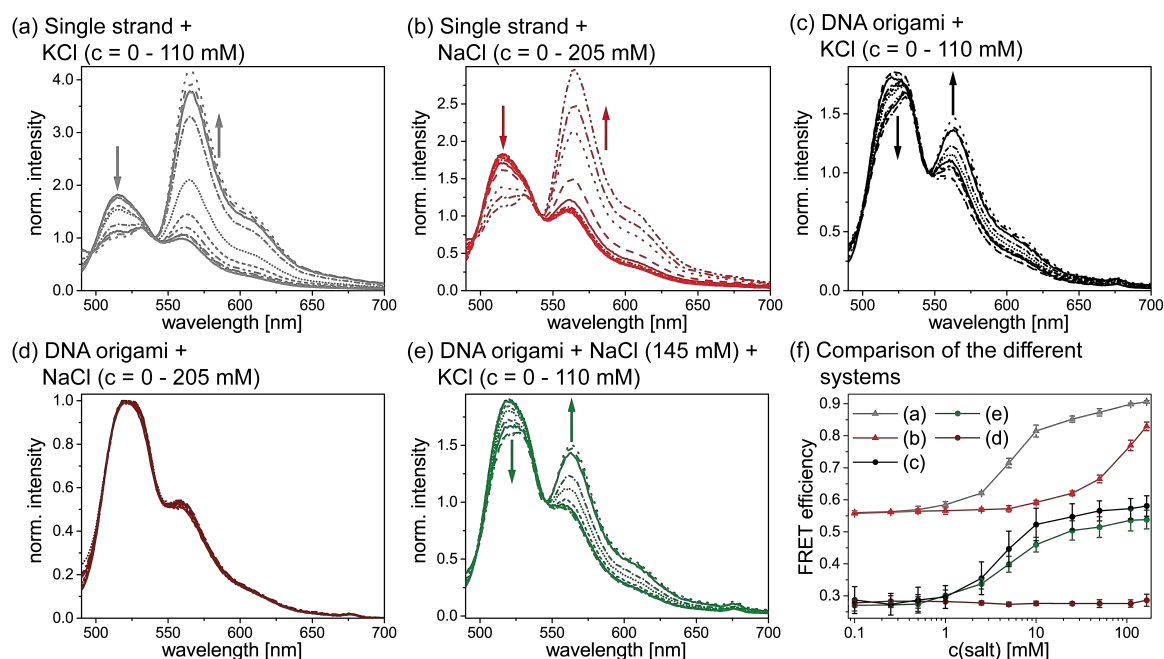 (a) Single strand +
KCl (c = 0 - 110 mM)
norm. intensity
4.0
3.0
2.0
1.0
0.0
500 550 600 650 700
wavelength [nm]
(b) Single strand +
NaCl (c = 0 - 205 mM)
norm. intensity
3.0
2.5
2.0
1.5
1.0
0.5
0.0
500 550 600 650 700
wavelength [nm]
(c) DNA origami +
KCl (c = 0 - 110 mM)
norm. intensity
1.5
1.0
0.5
0.0
500 550 600 650 700
wavelength [nm]
(d) DNA origami +
NaCl (c = 0 - 205 mM)
norm. intensity
1.0
0.8
0.6
0.4
0.2
0.0
500 550 600 650 700
wavelength [nm]
(e) DNA origami + NaCl (145 mM) +
KCl (c = 0 - 110 mM)
norm. intensity
1.5
1.0
0.5
0.0
500 550 600 650 700
wavelength [nm]
(f) Comparison of the different
systems
FRET efficiency
0.9
0.8
0.7
0.6
0.5
0.4
0.3
(a) (e)
(b) (d)
(c)
0.1 1 10 100
c(salt) [mM]